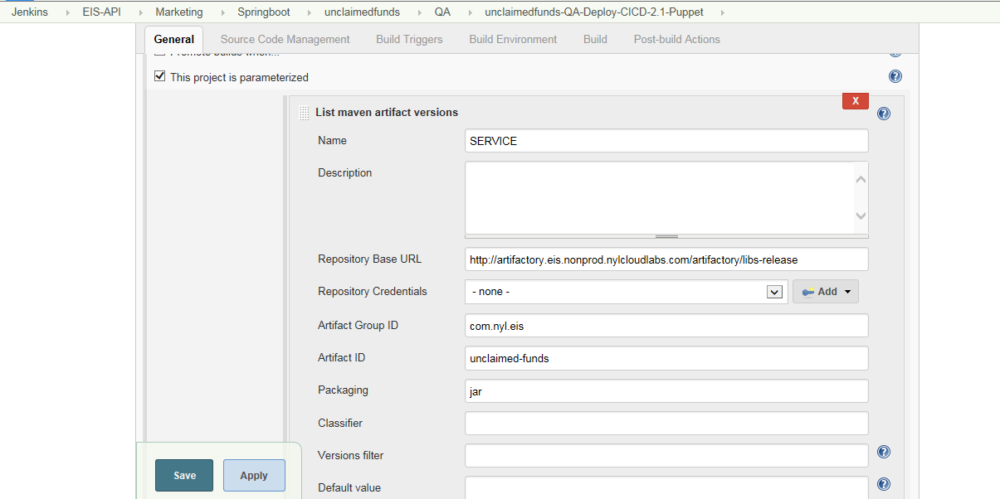 Jenkins EIS-API Marketing Springboot unclaimedfunds QA unclaimedfunds-QA-Deploy-CICD-2.1-Puppet
General Source Code Management Build Triggers Build Environment Build Post-build Actions
Promote builds when...
This project is parameterized
X
List maven artifact versions
Name SERVICE
Description
Repository Base URL http://artifactory.eis.nonprod.nylcloudlabs.com/artifactory/libs-release
Repository Credentials - none - Add
Artifact Group ID com.nyl.eis
Artifact ID unclaimed-funds
Packaging jar
Classifier
Versions filter
Save Apply
Default value